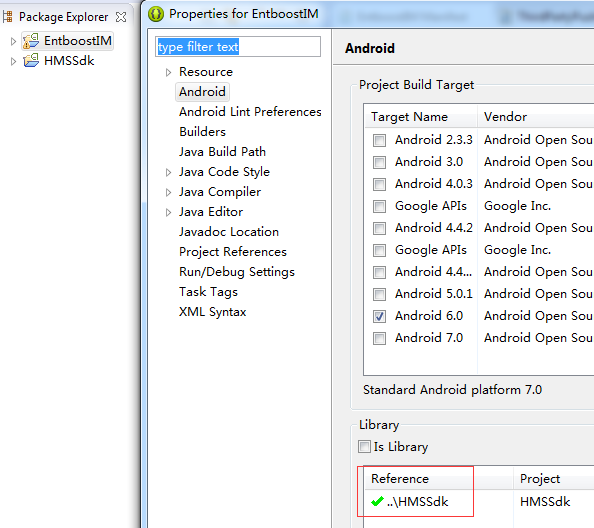 Package Explorer
EntboostIM
HMSSdk
Properties for EntboostIM
type filter text
Resource
Android
Android Lint Preferences
Builders
Java Build Path
Java Code Style
Java Compiler
Java Editor
Javadoc Location
Project References
Run/Debug Settings
Task Tags
XML Syntax
Android
Project Build Target
Target Name Vendor
Android 2.3.3 Android Open Sou
Android 3.0 Android Open Sou
Android 4.0.3 Android Open Sou
Google APIs Google Inc.
Android 4.4.2 Android Open Sou
Google APIs Google Inc.
Android 4.4... Android Open Sou
Android 5.0.1 Android Open Sou
Android 6.0 Android Open Sou
Android 7.0 Android Open Sou
Standard Android platform 7.0
Library
Is Library
Reference Project
..\HMSSdk HMSSdk